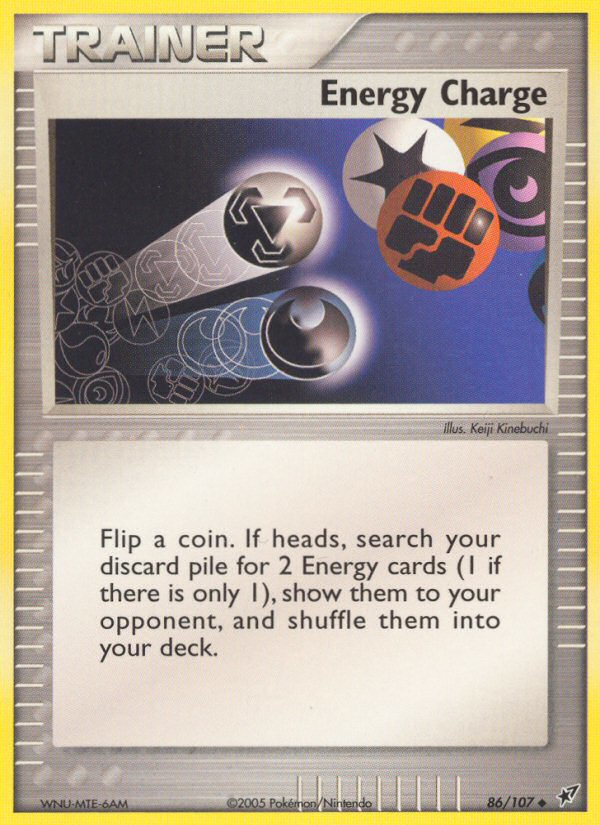 TRAINER
Energy Charge
illus. Keiji Kinebuchi
Flip a coin. If heads, search your
discard pile for 2 Energy cards (1 if
there is only 1), show them to your
opponent, and shuffle them into
your deck.
WNU-MTE-6AM
©2005 Pokémon/Nintendo
86/107